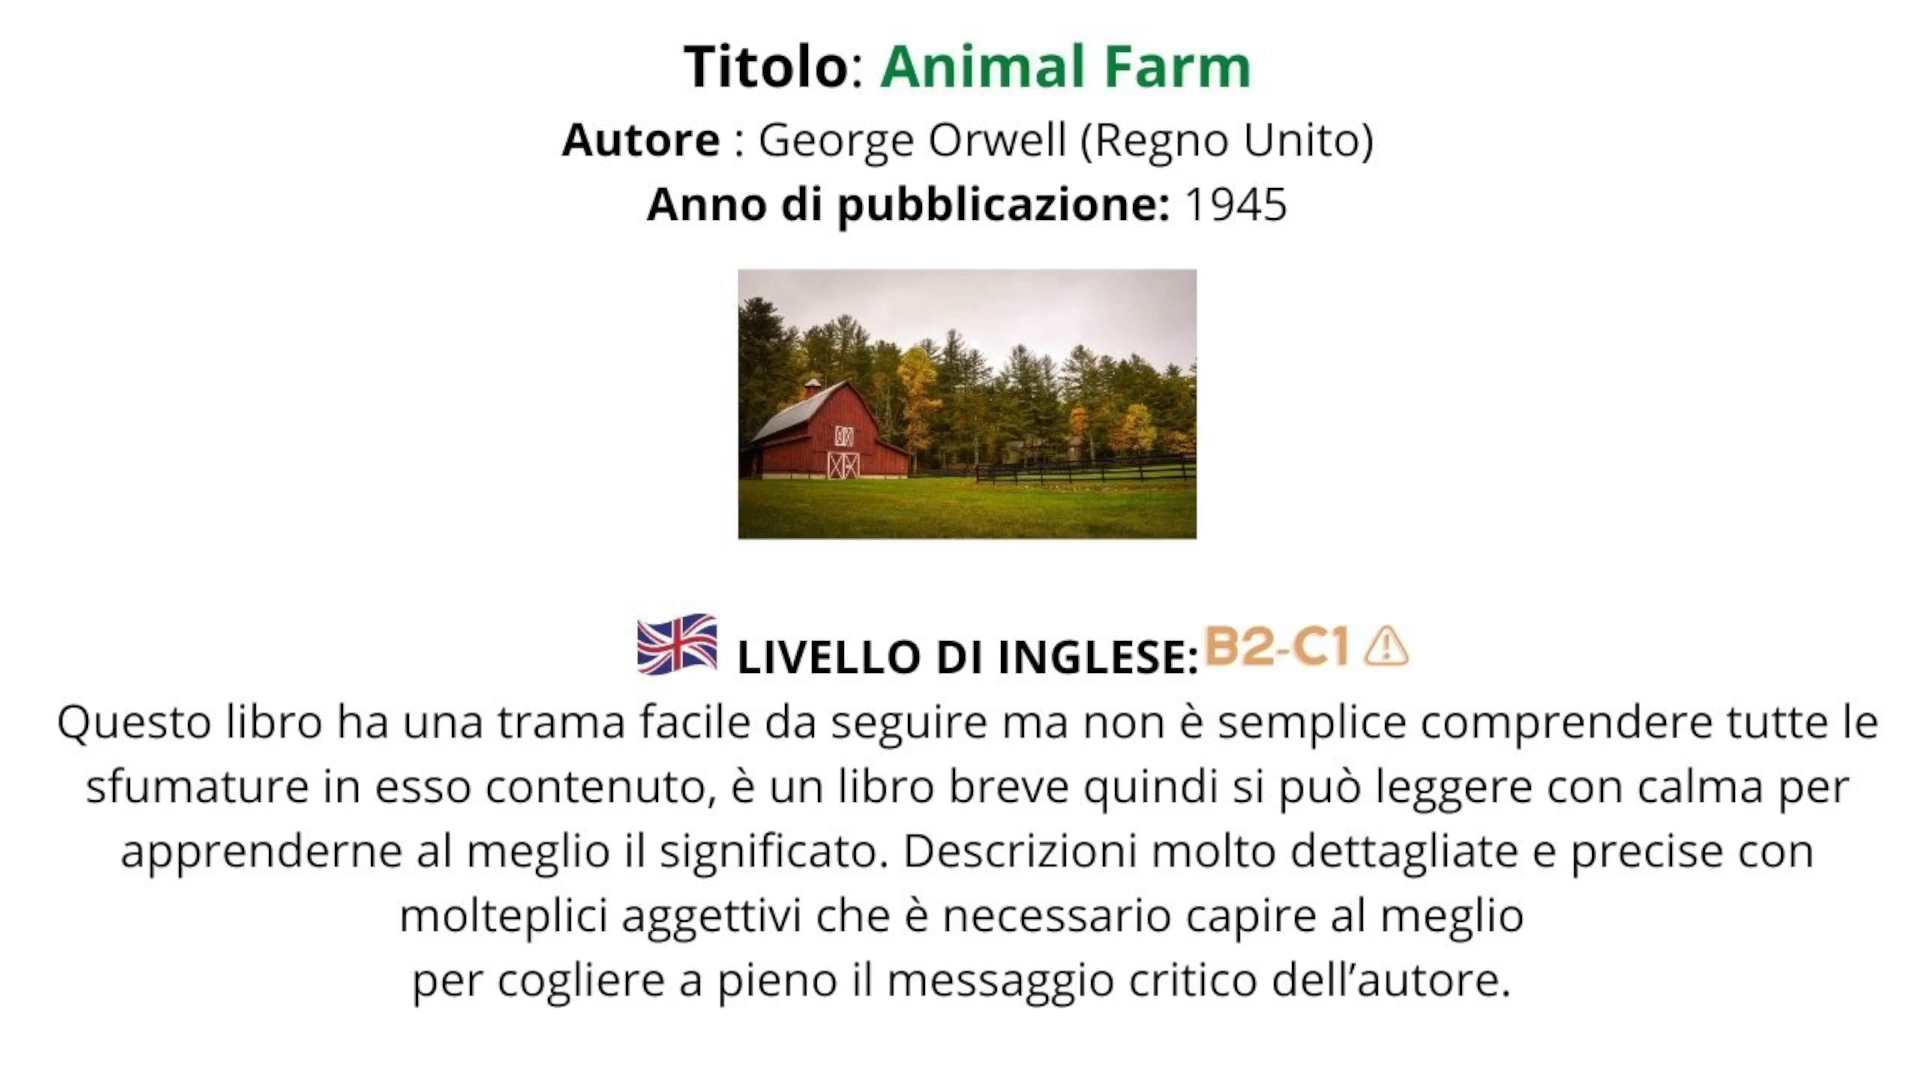 Titolo: Animal Farm
Autore : George Orwell (Regno Unito)
Anno di pubblicazione: 1945
LIVELLO DI INGLESE: B2-C1
Questo libro ha una trama facile da seguire ma non è semplice comprendere tutte le
sfumature in esso contenuto, è un libro breve quindi si può leggere con calma per
apprenderne al meglio il significato. Descrizioni molto dettagliate e precise con
molteplici aggettivi che è necessario capire al meglio
per cogliere a pieno il messaggio critico dell’autore.